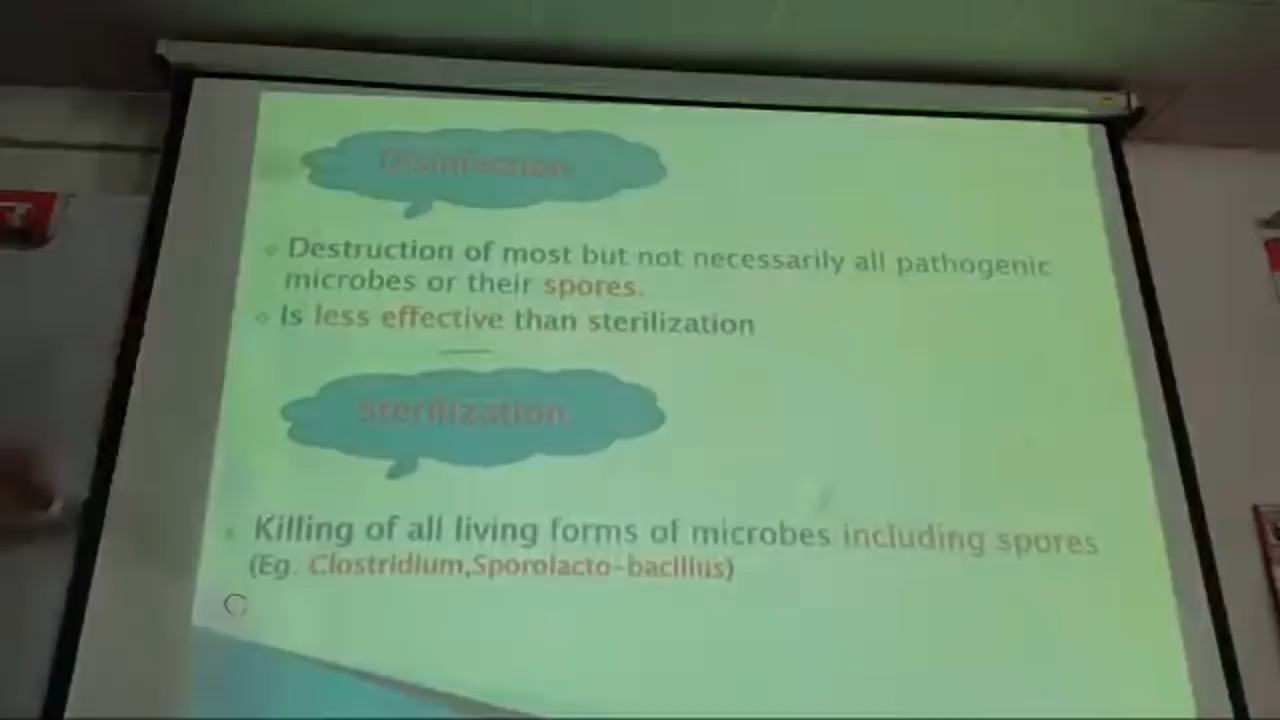 Disinfection
Destruction of most but not necessarily all pathogenic
microbes or their spores.
Is less effective than sterilization
Sterilization
Killing of all living forms of microbes including spores
(Eg. Clostridium,Sporolacto-bacillus)